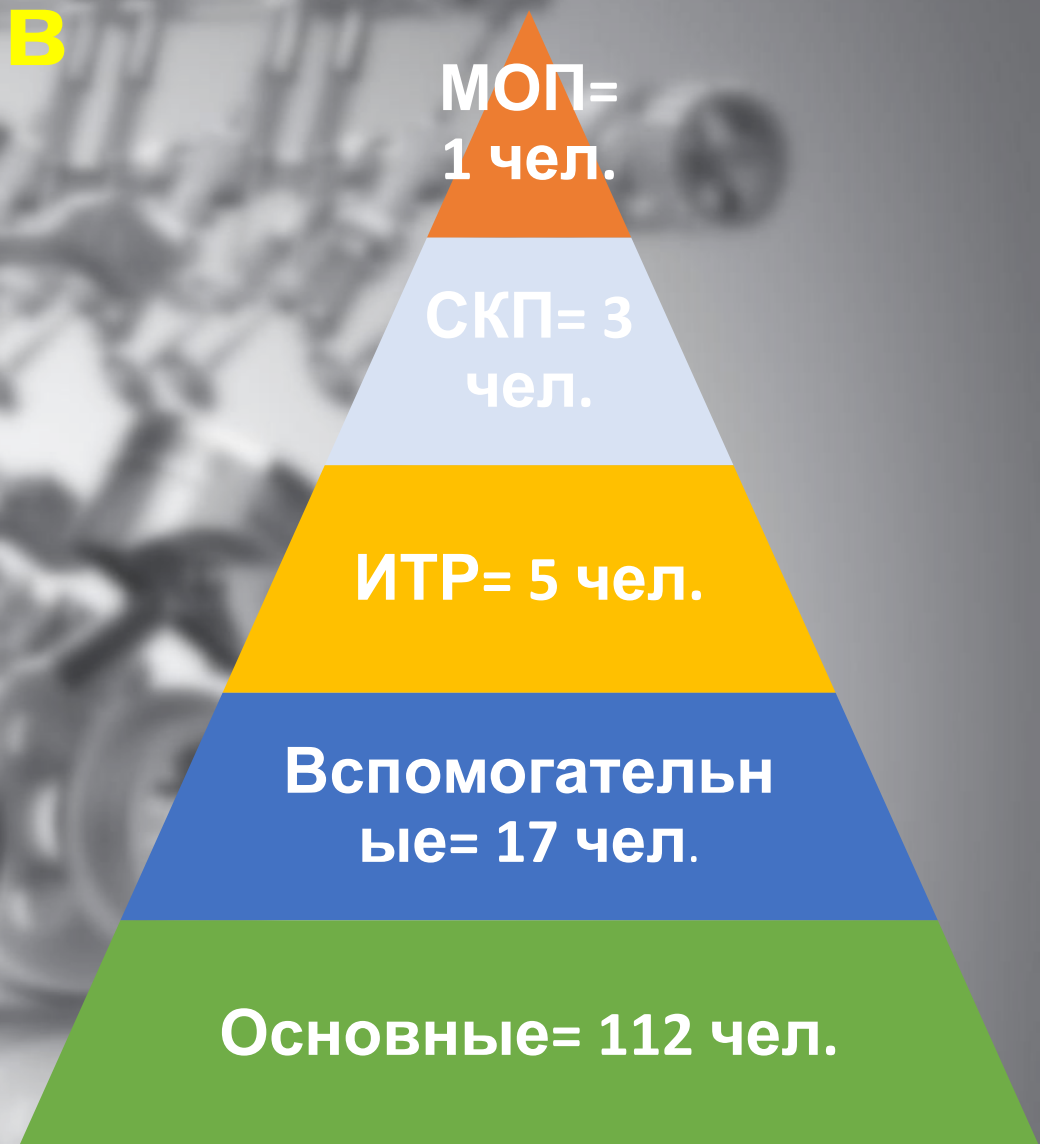 В
МОП=
1 чел.
СКП= 3
чел.
ИТР= 5 чел.
Вспомогательн
ые= 17 чел.
Основные= 112 чел.